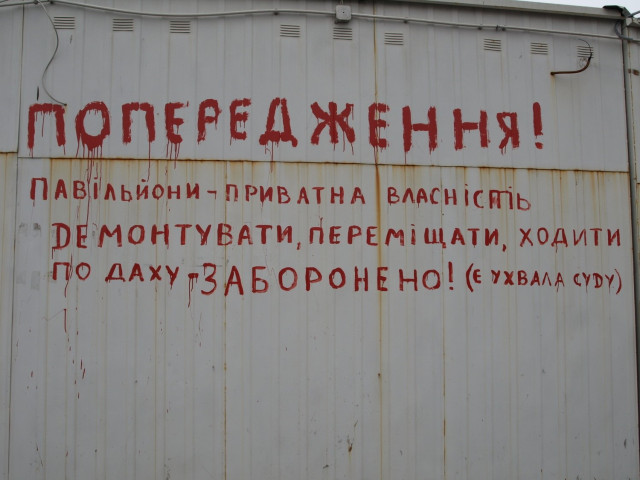 ПОПЕРЕДЖЕННЯ!
ПАВІЛЬЙОНИ - ПРИВАТНА ВЛАСНІСТЬ
ДЕМОНТУВАТИ, ПЕРЕМІЩАТИ, ХОДИТИ
ПО ДАХУ - ЗАБОРОНЕНО! (Є УХВАЛА СУДУ)